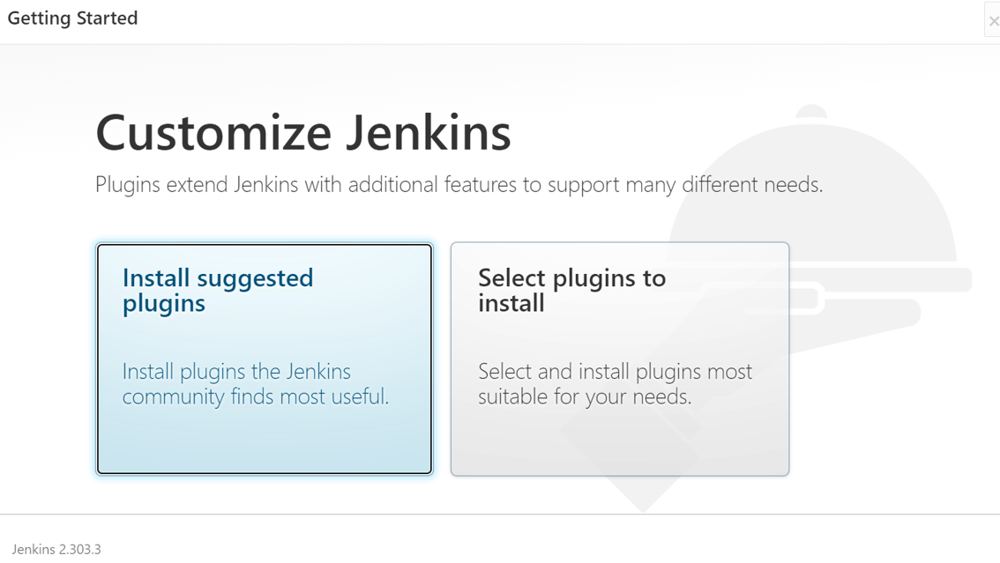 Getting Started
Customize Jenkins
Plugins extend Jenkins with additional features to support many different needs.
Install suggested
plugins
Install plugins the Jenkins
community finds most useful.
Select plugins to
install
Select and install plugins most
suitable for your needs.
Jenkins 2.303.3